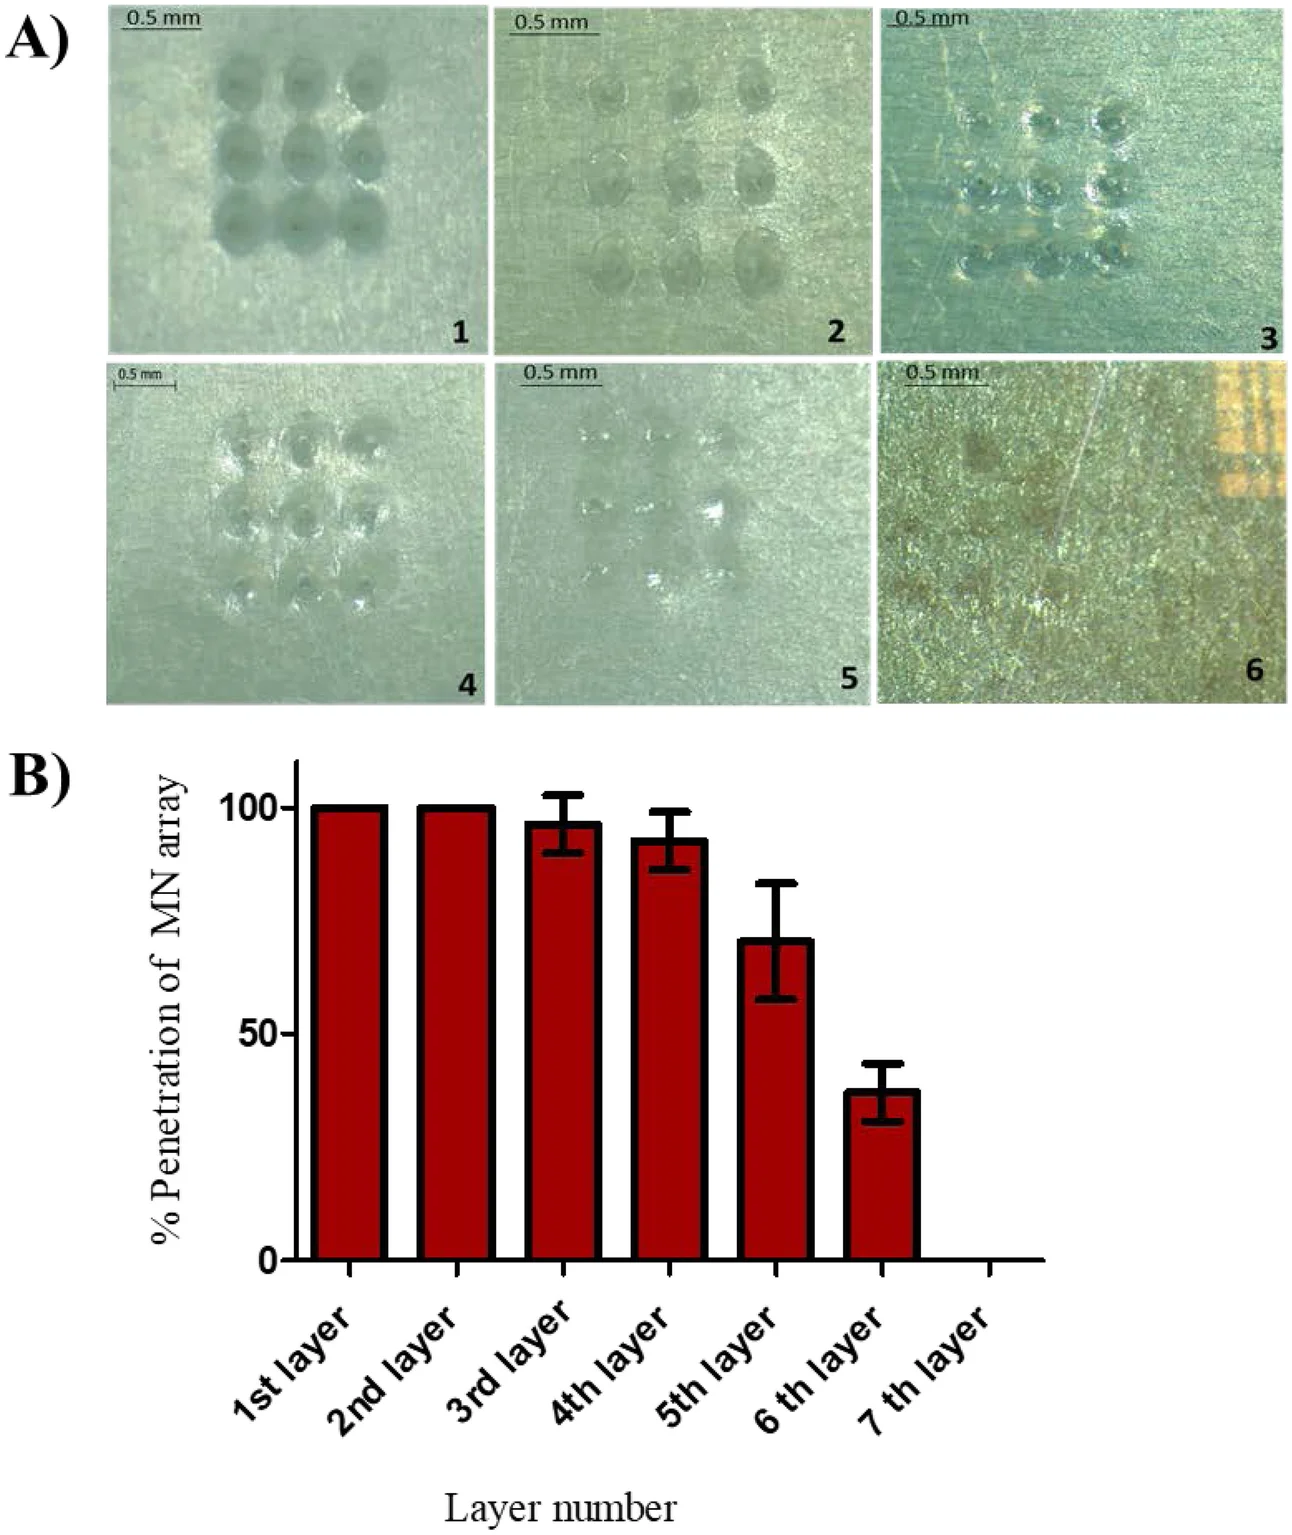 A)
0.5 mm
0.5 mm
0.5 mm
1
2
3
0.5 mm
0.5 mm
0.5 mm
4
5
6
B)
% Penetration of MN array
100
50
0
1st layer
2nd layer
3rd layer
4th layer
5th layer
6 th layer
7 th layer
Layer number